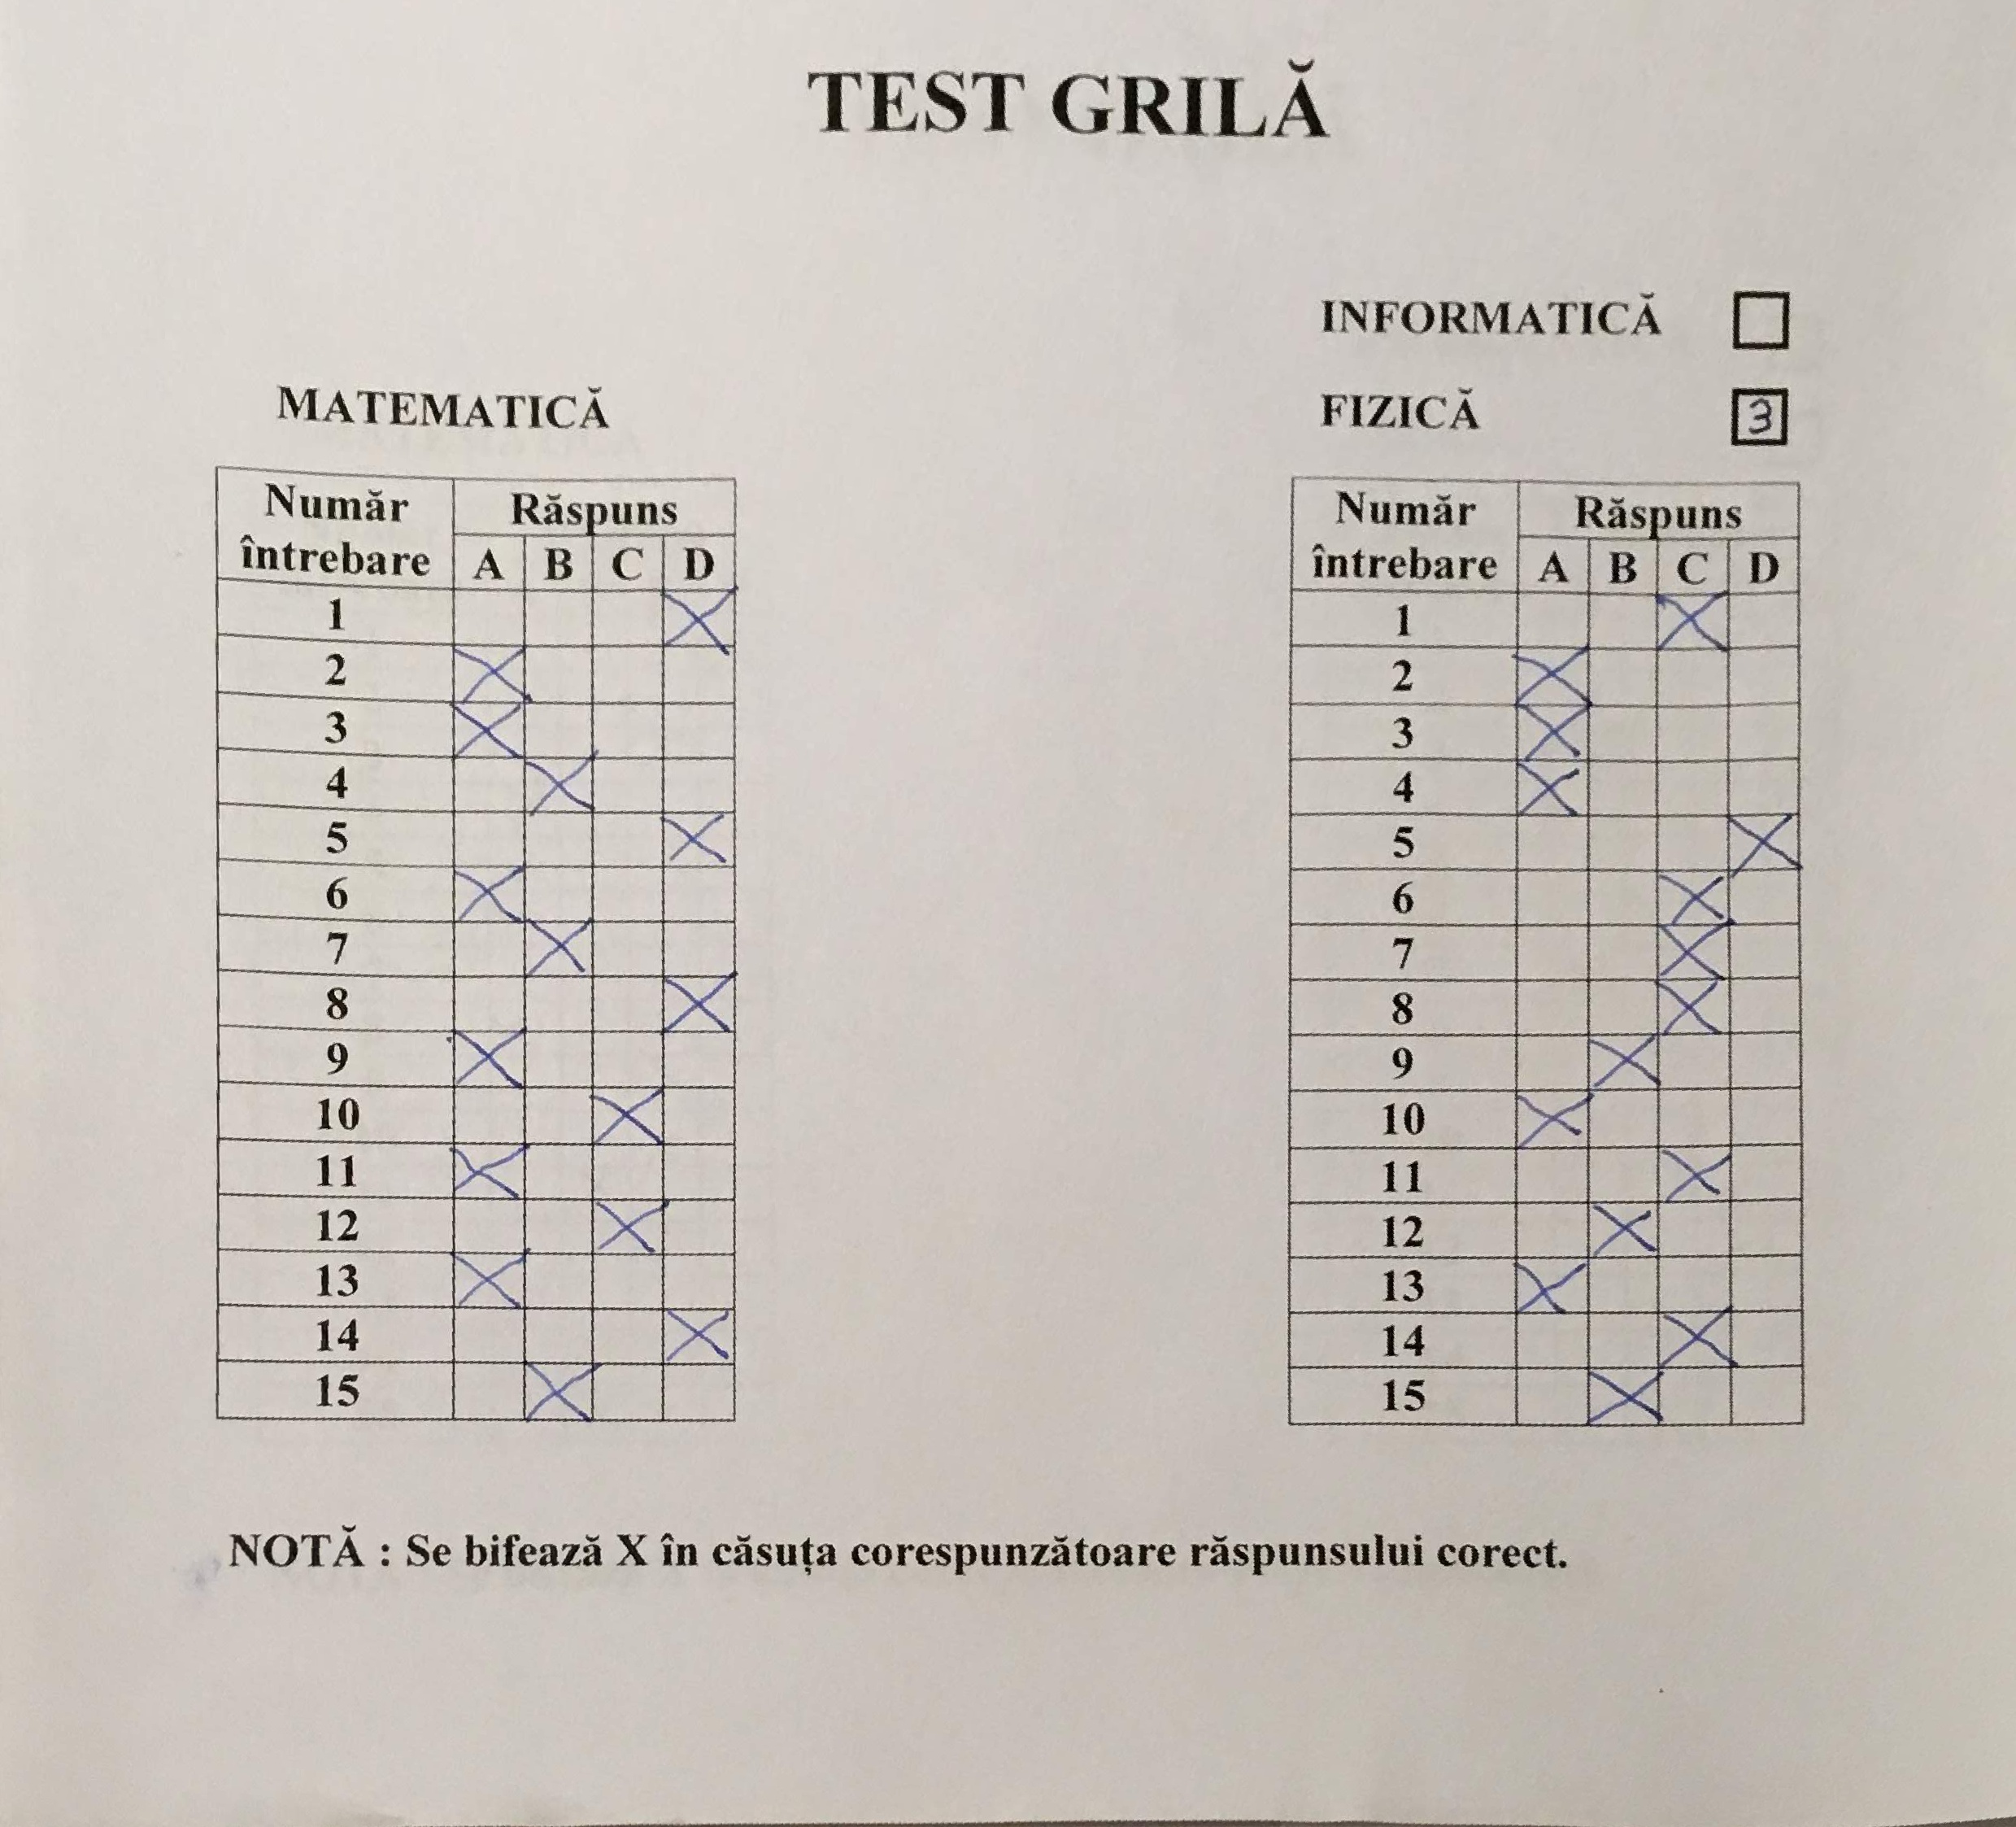 TEST GRILĂ
INFORMATICĂ
MATEMATICĂ
FIZICĂ 3
Număr întrebare Răspuns
A B C D
1 X
2 X
3 X
4 X
5 X
6 X
7 X
8 X
9 X
10 X
11 X
12 X
13 X
14 X
15 X
Număr întrebare Răspuns
A B C D
1 X
2 X
3 X
4 X
5 X
6 X
7 X
8 X
9 X
10 X
11 X
12 X
13 X
14 X
15 X
NOTĂ : Se bifează X în căsuța corespunzătoare răspunsului corect.